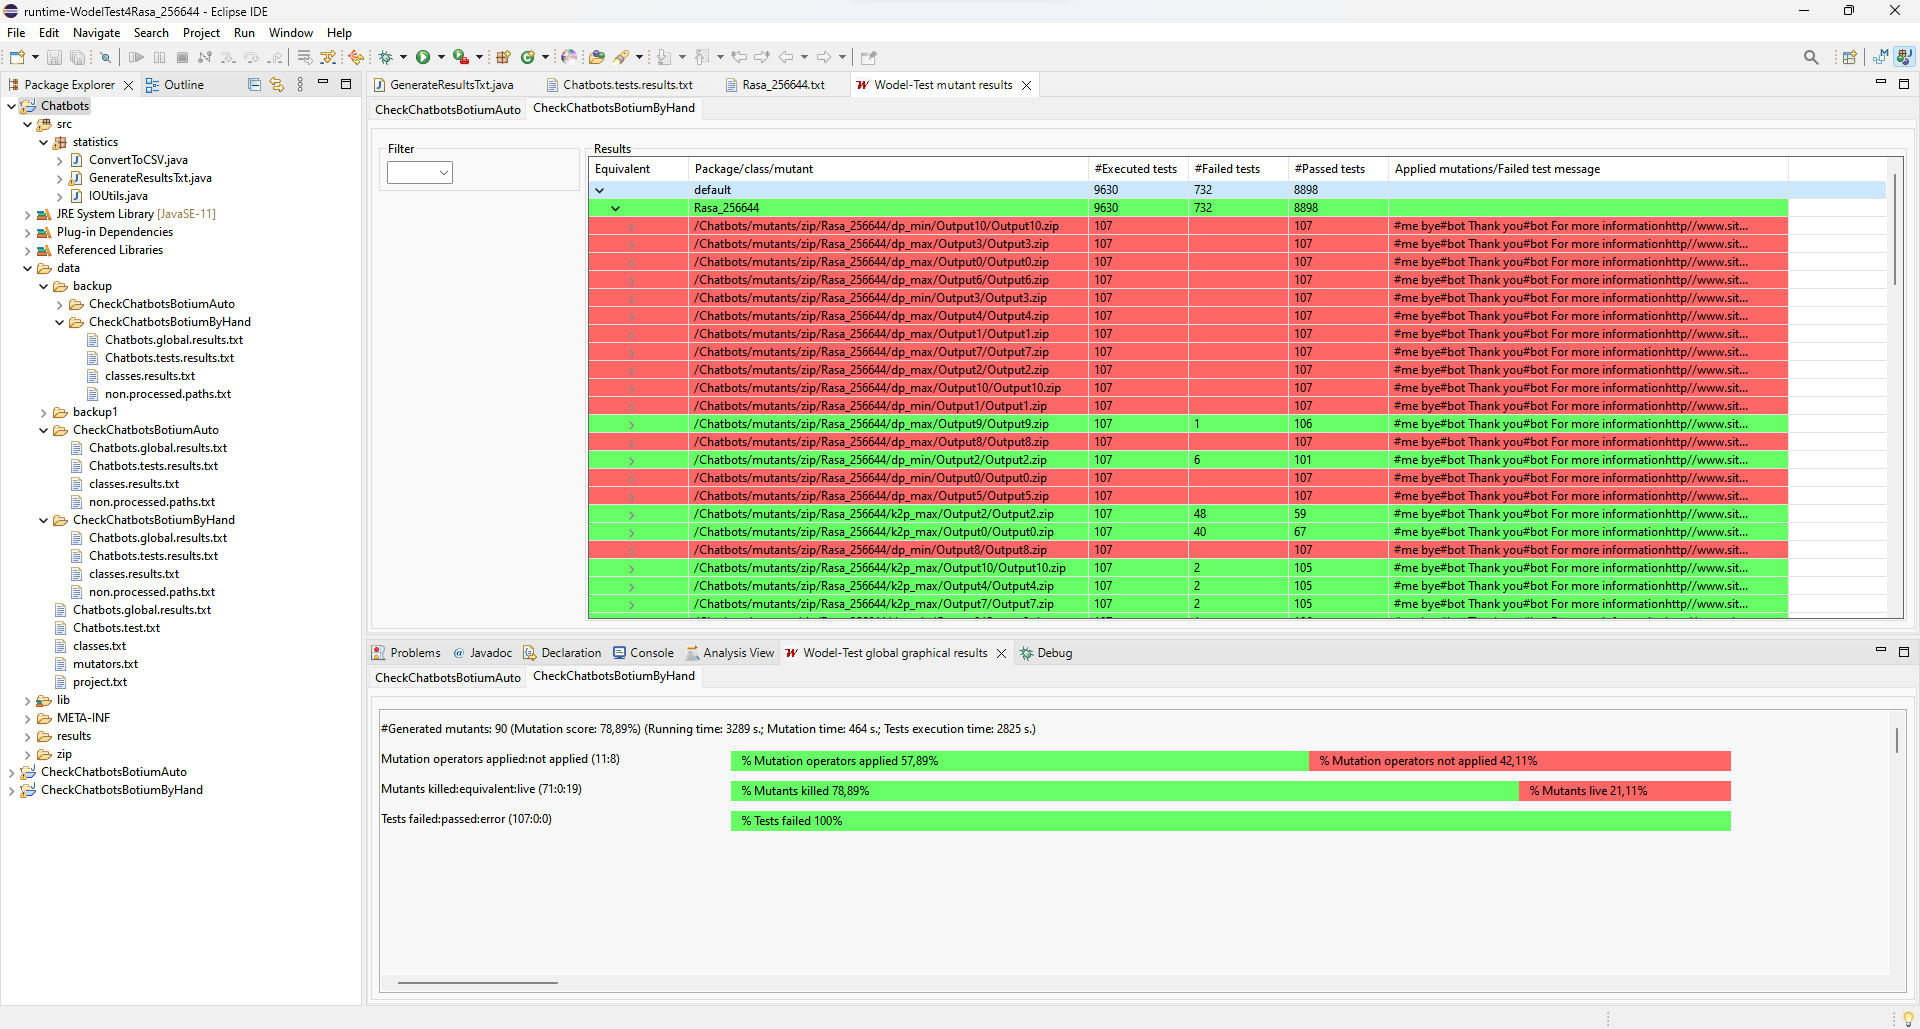 runtime-WodelTest4Rasa_256644 - Eclipse IDE
File Edit Navigate Search Project Run Window Help
Package Explorer Outline
Chatbots
src
statistics
ConvertToCSV.java
GenerateResultsTxt.java
IOUtils.java
JRE System Library [JavaSE-11]
Plug-in Dependencies
Referenced Libraries
data
backup
CheckChatbotsBotiumAuto
CheckChatbotsBotiumByHand
Chatbots.global.results.txt
Chatbots.tests.results.txt
classes.results.txt
non.processed.paths.txt
backup1
CheckChatbotsBotiumAuto
Chatbots.global.results.txt
Chatbots.tests.results.txt
classes.results.txt
non.processed.paths.txt
CheckChatbotsBotiumByHand
Chatbots.global.results.txt
Chatbots.tests.results.txt
classes.results.txt
non.processed.paths.txt
Chatbots.global.results.txt
Chatbots.test.txt
classes.txt
mutators.txt
project.txt
lib
META-INF
results
zip
CheckChatbotsBotiumAuto
CheckChatbotsBotiumByHand
GenerateResultsTxt.java Chatbots.tests.results.txt Rasa_256644.txt Wodel-Test mutant results
CheckChatbotsBotiumAuto CheckChatbotsBotiumByHand
Filter
Results
Equivalent Package/class/mutant #Executed tests #Failed tests #Passed tests Applied mutations/Failed test message
default 9630 732 8898
Rasa_256644 9630 732 8898
/Chatbots/mutants/zip/Rasa_256644/dp_min/Output10/Output10.zip 107 107 #me bye#bot Thank you#bot For more informationhttp//www.sit...
/Chatbots/mutants/zip/Rasa_256644/dp_max/Output3/Output3.zip 107 107 #me bye#bot Thank you#bot For more informationhttp//www.sit...
/Chatbots/mutants/zip/Rasa_256644/dp_max/Output0/Output0.zip 107 107 #me bye#bot Thank you#bot For more informationhttp//www.sit...
/Chatbots/mutants/zip/Rasa_256644/dp_max/Output6/Output6.zip 107 107 #me bye#bot Thank you#bot For more informationhttp//www.sit...
/Chatbots/mutants/zip/Rasa_256644/dp_min/Output3/Output3.zip 107 107 #me bye#bot Thank you#bot For more informationhttp//www.sit...
/Chatbots/mutants/zip/Rasa_256644/dp_max/Output4/Output4.zip 107 107 #me bye#bot Thank you#bot For more informationhttp//www.sit...
/Chatbots/mutants/zip/Rasa_256644/dp_max/Output1/Output1.zip 107 107 #me bye#bot Thank you#bot For more informationhttp//www.sit...
/Chatbots/mutants/zip/Rasa_256644/dp_max/Output7/Output7.zip 107 107 #me bye#bot Thank you#bot For more informationhttp//www.sit...
/Chatbots/mutants/zip/Rasa_256644/dp_max/Output2/Output2.zip 107 107 #me bye#bot Thank you#bot For more informationhttp//www.sit...
/Chatbots/mutants/zip/Rasa_256644/dp_max/Output10/Output10.zip 107 107 #me bye#bot Thank you#bot For more informationhttp//www.sit...
/Chatbots/mutants/zip/Rasa_256644/dp_min/Output1/Output1.zip 107 107 #me bye#bot Thank you#bot For more informationhttp//www.sit...
/Chatbots/mutants/zip/Rasa_256644/dp_max/Output9/Output9.zip 107 1 106 #me bye#bot Thank you#bot For more informationhttp//www.sit...
/Chatbots/mutants/zip/Rasa_256644/dp_max/Output8/Output8.zip 107 107 #me bye#bot Thank you#bot For more informationhttp//www.sit...
/Chatbots/mutants/zip/Rasa_256644/dp_min/Output2/Output2.zip 107 6 101 #me bye#bot Thank you#bot For more informationhttp//www.sit...
/Chatbots/mutants/zip/Rasa_256644/dp_min/Output0/Output0.zip 107 107 #me bye#bot Thank you#bot For more informationhttp//www.sit...
/Chatbots/mutants/zip/Rasa_256644/dp_max/Output5/Output5.zip 107 107 #me bye#bot Thank you#bot For more informationhttp//www.sit...
/Chatbots/mutants/zip/Rasa_256644/k2p_max/Output2/Output2.zip 107 48 59 #me bye#bot Thank you#bot For more informationhttp//www.sit...
/Chatbots/mutants/zip/Rasa_256644/k2p_max/Output0/Output0.zip 107 40 67 #me bye#bot Thank you#bot For more informationhttp//www.sit...
/Chatbots/mutants/zip/Rasa_256644/dp_min/Output8/Output8.zip 107 107 #me bye#bot Thank you#bot For more informationhttp//www.sit...
/Chatbots/mutants/zip/Rasa_256644/k2p_max/Output10/Output10.zip 107 2 105 #me bye#bot Thank you#bot For more informationhttp//www.sit...
/Chatbots/mutants/zip/Rasa_256644/k2p_max/Output4/Output4.zip 107 2 105 #me bye#bot Thank you#bot For more informationhttp//www.sit...
/Chatbots/mutants/zip/Rasa_256644/k2p_max/Output7/Output7.zip 107 2 105 #me bye#bot Thank you#bot For more informationhttp//www.sit...
Problems Javadoc Declaration Console Analysis View Wodel-Test global graphical results Debug
CheckChatbotsBotiumAuto CheckChatbotsBotiumByHand
#Generated mutants: 90 (Mutation score: 78,89%) (Running time: 3289 s.; Mutation time: 464 s.; Tests execution time: 2825 s.)
Mutation operators applied:not applied (11:8) % Mutation operators applied 57,89% % Mutation operators not applied 42,11%
Mutants killed:equivalent:live (71:0:19) % Mutants killed 78,89% % Mutants live 21,11%
Tests failed:passed:error (107:0:0) % Tests failed 100%